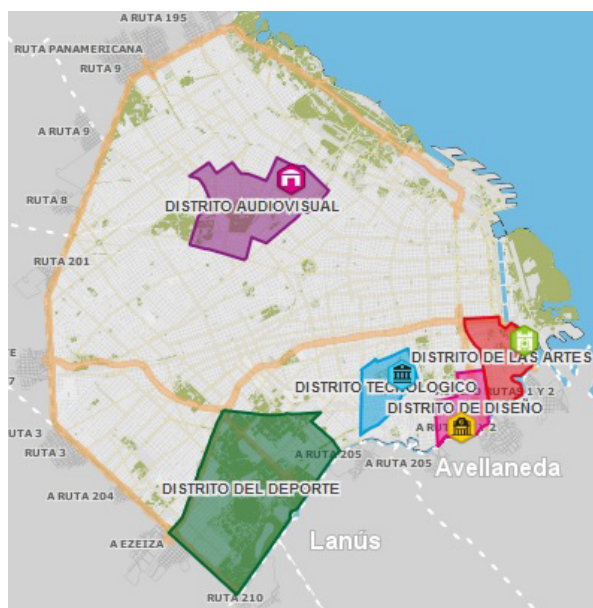 A RUTA 195
RUTA PANAMERICANA
RUTA 9
A RUTA 9
RUTA 8
DISTRITO AUDIOVISUAL
RUTA 201
DISTRITO DE LAS ARTES
DISTRITO TECNOLOGICO
RUTAS 1 Y 2
DISTRITO DE DISEÑO
RUTA 3
RUTA 3
A RUTA 205
A RUTA 205
Avellaneda
DISTRITO DEL DEPORTE
A RUTA 204
A EZEIZA
Lanús
RUTA 210